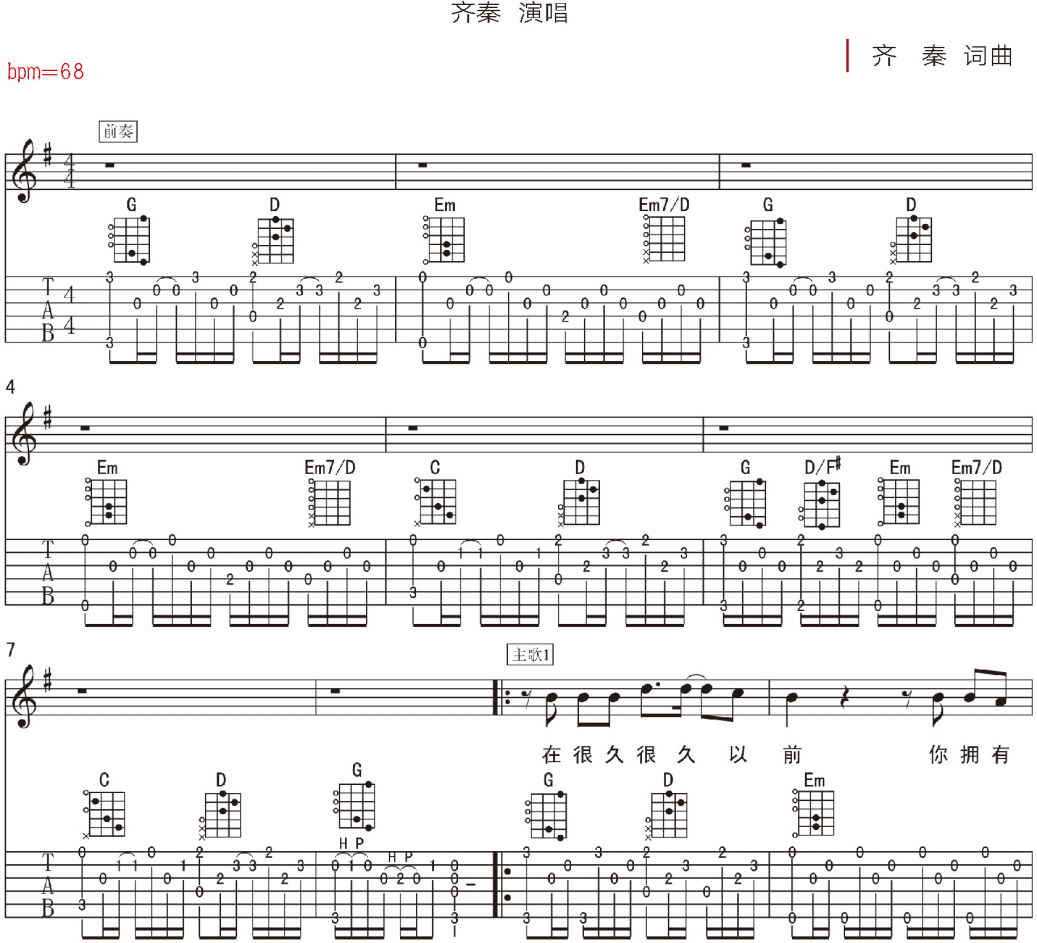 齐秦 演唱
齐 秦 词曲
bpm=68
前奏
G D Em Em7/D G D
4
Em Em7/D C D G D/F# Em Em7/D
7
主歌1
在 很 久 很 久 以 前 你 拥 有
C D G G D Em
H P H P